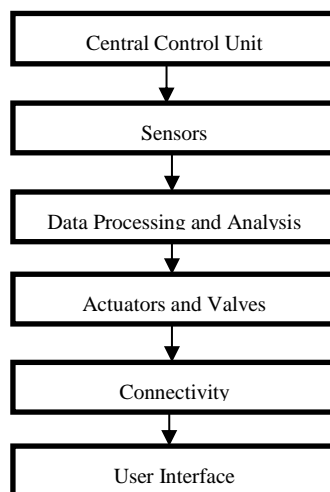 Central Control Unit
Sensors
Data Processing and Analysis
Actuators and Valves
Connectivity
User Interface